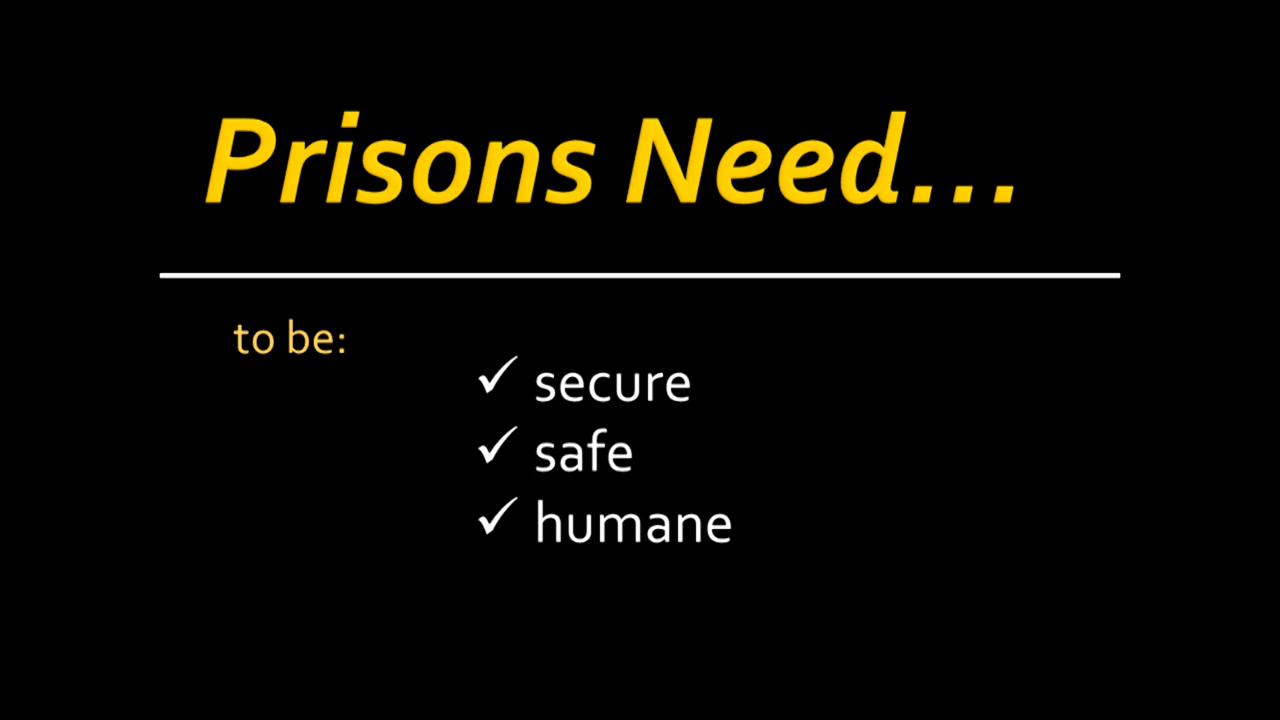 Prisons Need...
to be:
✓ secure
✓ safe
✓ humane